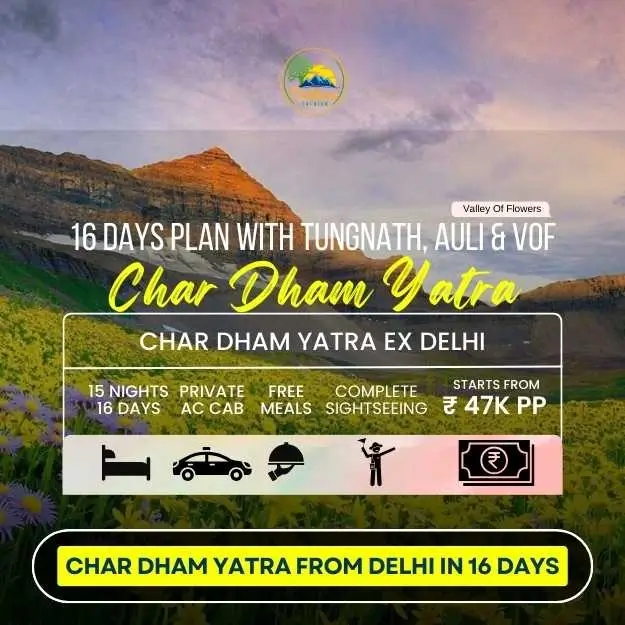 Valley Of Flowers
16 DAYS PLAN WITH TUNGNATH, AULI & VOF
Char Dham Yatra
CHAR DHAM YATRA EX DELHI
15 NIGHTS
16 DAYS
PRIVATE
AC CAB
FREE
MEALS
COMPLETE
SIGHTSEEING
STARTS FROM
₹ 47K PP
₹
CHAR DHAM YATRA FROM DELHI IN 16 DAYS